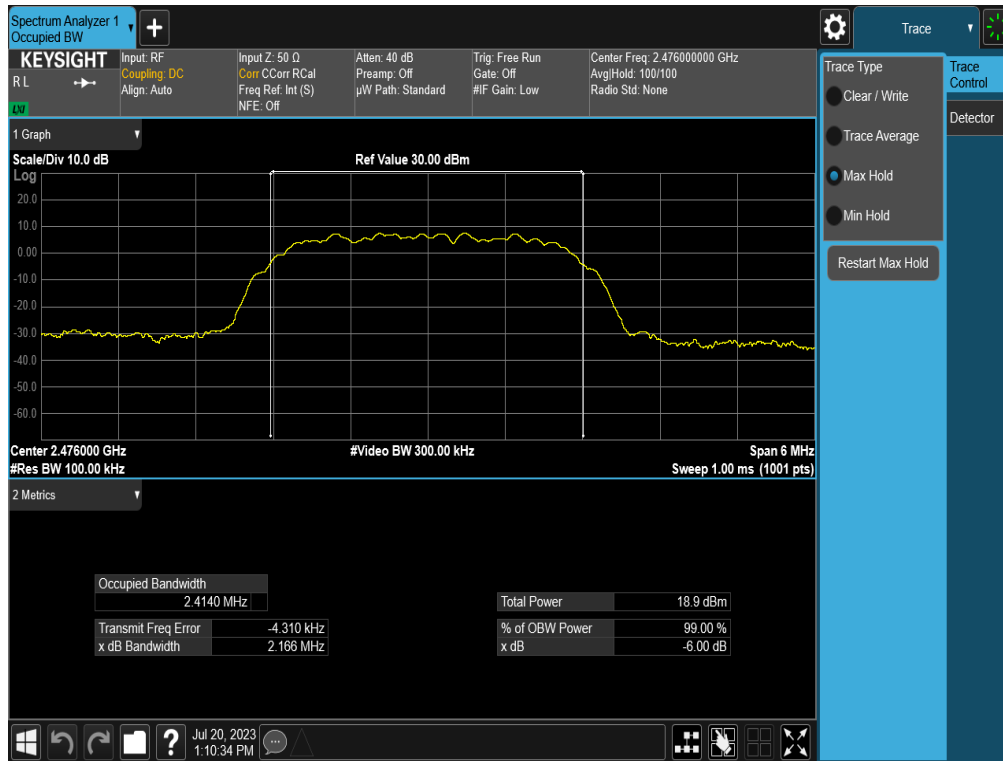 Spectrum Analyzer 1
Occupied BW
+
Trace
KEYSIGHT
R L
LXI
Input: RF
Coupling: DC
Align: Auto
Input Z: 50 Ω
Corr CCorr RCal
Freq Ref: Int (S)
NFE: Off
Atten: 40 dB
Preamp: Off
µW Path: Standard
Trig: Free Run
Gate: Off
#IF Gain: Low
Center Freq: 2.476000000 GHz
Avg|Hold: 100/100
Radio Std: None
Trace Type
Clear / Write
Trace Average
Max Hold
Min Hold
Restart Max Hold
Trace
Control
Detector
1 Graph
Scale/Div 10.0 dB
Ref Value 30.00 dBm
Log
20.0
10.0
0.00
-10.0
-20.0
-30.0
-40.0
-50.0
-60.0
Center 2.476000 GHz
#Video BW 300.00 kHz
Span 6 MHz
#Res BW 100.00 kHz
Sweep 1.00 ms (1001 pts)
2 Metrics
Occupied Bandwidth
2.4140 MHz
Total Power 18.9 dBm
Transmit Freq Error -4.310 kHz
% of OBW Power 99.00 %
x dB Bandwidth 2.166 MHz
x dB -6.00 dB
?
Jul 20, 2023
1:10:34 PM